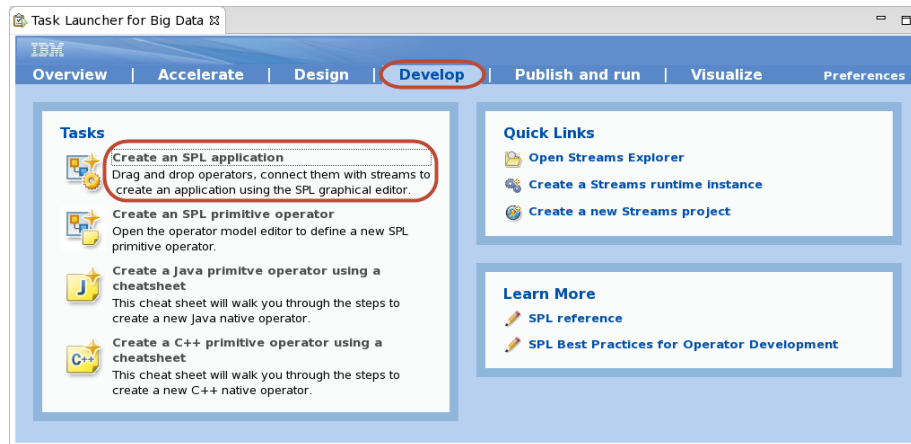 Task Launcher for Big Data
IBM
Overview | Accelerate | Design | Develop | Publish and run | Visualize Preferences
Tasks
Create an SPL application
Drag and drop operators, connect them with streams to
create an application using the SPL graphical editor.
Create an SPL primitive operator
Open the operator model editor to define a new SPL
primitive operator.
J
Create a Java primitve operator using a
cheatsheet
This cheat sheet will walk you through the steps to
create a new Java native operator.
C++
Create a C++ primitive operator using a
cheatsheet
This cheat sheet will walk you through the steps to
create a new C++ native operator.
Quick Links
Open Streams Explorer
Create a Streams runtime instance
Create a new Streams project
Learn More
SPL reference
SPL Best Practices for Operator Development